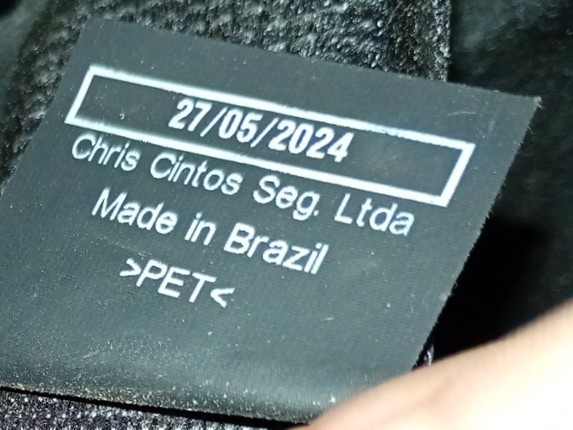 27/05/2024
Chris Cintos Seg. Ltda
Made in Brazil
>PET<